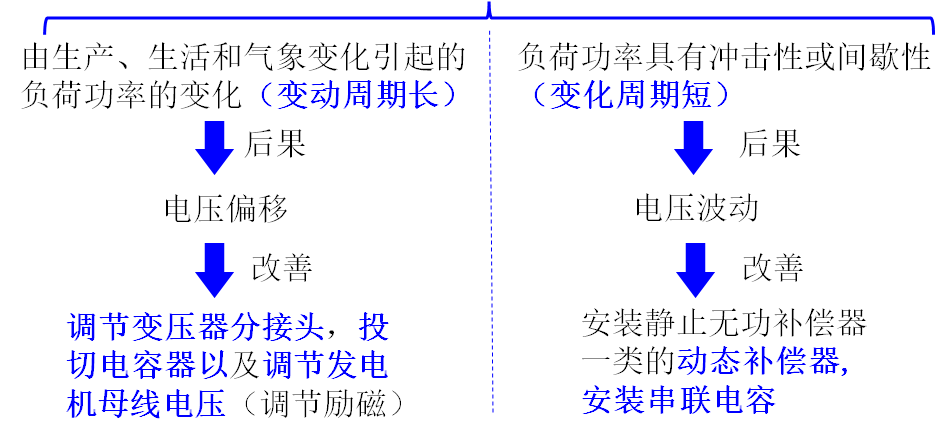 由生产、生活和气象变化引起的
负荷功率的变化（变动周期长）
后果
电压偏移
改善
调节变压器分接头，投
切电容器以及调节发电
机母线电压（调节励磁）
负荷功率具有冲击性或间歇性
（变化周期短）
后果
电压波动
改善
安装静止无功补偿器
一类的动态补偿器,
安装串联电容